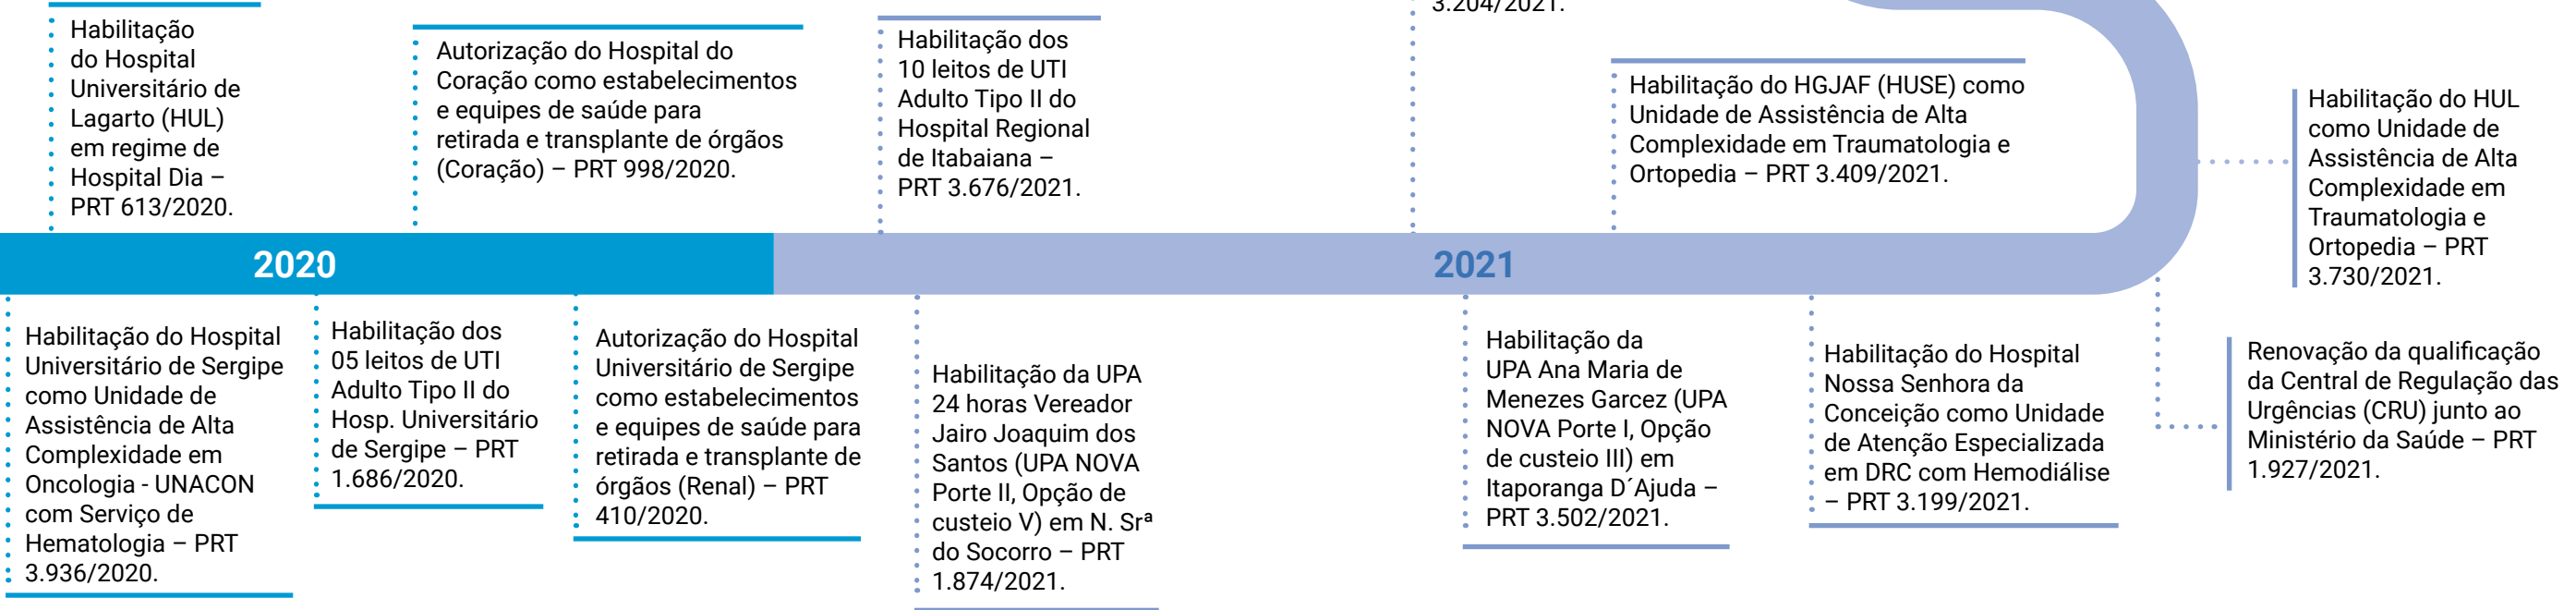 Habilitação
do Hospital
Universitário de
Lagarto (HUL)
em regime de
Hospital Dia –
PRT 613/2020.
Autorização do Hospital do
Coração como estabelecimentos
e equipes de saúde para
retirada e transplante de órgãos
(Coração) – PRT 998/2020.
Habilitação dos
10 leitos de UTI
Adulto Tipo II do
Hospital Regional
de Itabaiana –
PRT 3.676/2021.
3.204/2021.
Habilitação do HGJAF (HUSE) como
Unidade de Assistência de Alta
Complexidade em Traumatologia e
Ortopedia – PRT 3.409/2021.
Habilitação do HUL
como Unidade de
Assistência de Alta
Complexidade em
Traumatologia e
Ortopedia – PRT
3.730/2021.
2020
2021
Habilitação do Hospital
Universitário de Sergipe
como Unidade de
Assistência de Alta
Complexidade em
Oncologia - UNACON
com Serviço de
Hematologia – PRT
3.936/2020.
Habilitação dos
05 leitos de UTI
Adulto Tipo II do
Hosp. Universitário
de Sergipe – PRT
1.686/2020.
Autorização do Hospital
Universitário de Sergipe
como estabelecimentos
e equipes de saúde para
retirada e transplante de
órgãos (Renal) – PRT
410/2020.
Habilitação da UPA
24 horas Vereador
Jairo Joaquim dos
Santos (UPA NOVA
Porte II, Opção de
custeio V) em N. Srª
do Socorro – PRT
1.874/2021.
Habilitação da
UPA Ana Maria de
Menezes Garcez (UPA
NOVA Porte I, Opção
de custeio III) em
Itaporanga D´Ajuda –
PRT 3.502/2021.
Habilitação do Hospital
Nossa Senhora da
Conceição como Unidade
de Atenção Especializada
em DRC com Hemodiálise
– PRT 3.199/2021.
Renovação da qualificação
da Central de Regulação das
Urgências (CRU) junto ao
Ministério da Saúde – PRT
1.927/2021.